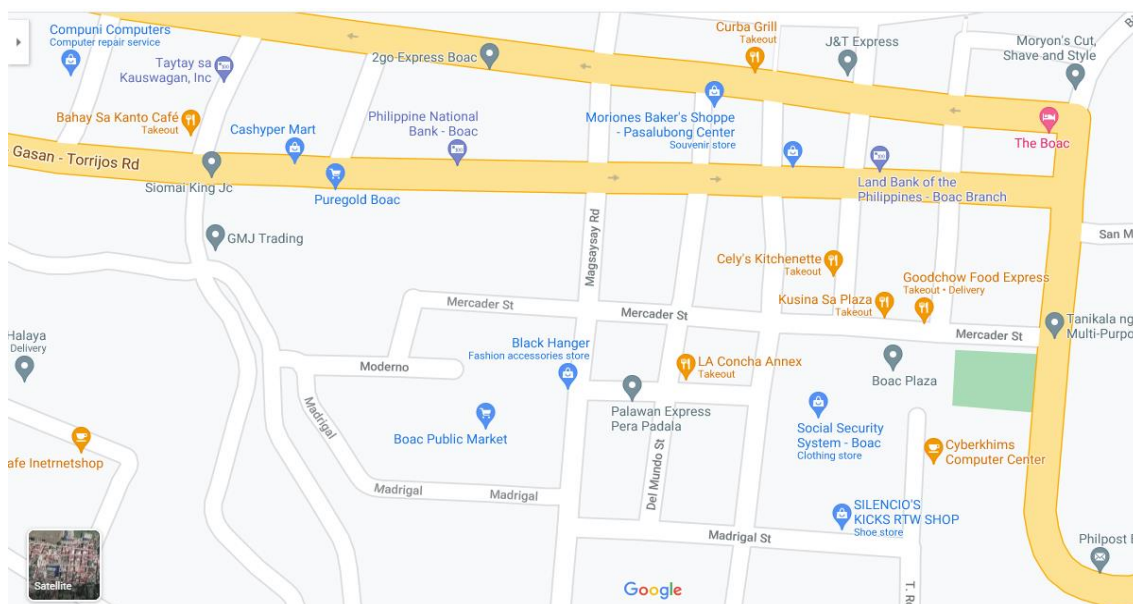 Compuni Computers
Computer repair service
Taytay sa
Kauswagan, Inc
2go Express Boac
Curba Grill
Takeout
J&T Express
Moryon's Cut,
Shave and Style
Bahay Sa Kanto Café
Takeout
Cashyper Mart
Philippine National
Bank - Boac
Moriones Baker's Shoppe
- Pasalubong Center
Souvenir store
The Boac
Gasan - Torrijos Rd
Siomai King Jc
Puregold Boac
Land Bank of the
Philippines - Boac Branch
GMJ Trading
Magsaysay Rd
San M
Cely's Kitchenette
Takeout
Goodchow Food Express
Takeout • Delivery
Kusina Sa Plaza
Takeout
Mercader St
Mercader St
Mercader St
Tanikala ng
Multi-Purpo
Halaya
Delivery
Black Hanger
Fashion accessories store
Moderno
LA Concha Annex
Takeout
Boac Plaza
Madrigal
Boac Public Market
Palawan Express
Pera Padala
Social Security
System - Boac
Clothing store
Cyberkhims
Computer Center
afe Inetrnetshop
Del Mundo St
Madrigal
Madrigal
SILENCIO'S
KICKS RTW SHOP
Shoe store
Madrigal St
Philpost
Satellite
Google